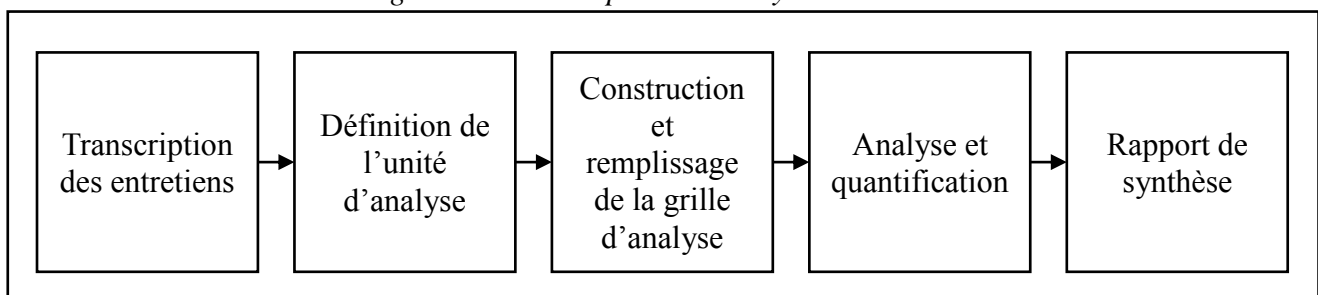 Transcription
des entretiens
Définition de
l’unité
d’analyse
Construction
et
remplissage
de la grille
d’analyse
Analyse et
quantification
Rapport de
synthèse